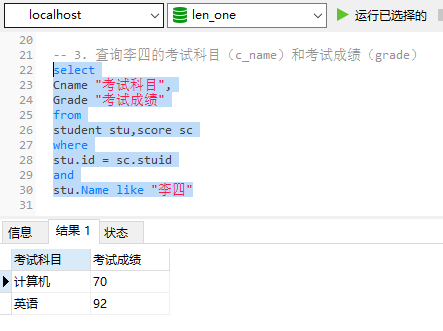 localhost len_one 运行已选择的
20
21 -- 3. 查询李四的考试科目（c_name）和考试成绩（grade）
22 select
23 Cname "考试科目",
24 Grade "考试成绩"
25 from
26 student stu,score sc
27 where
28 stu.id = sc.stuid
29 and
30 stu.Name like "李四"
31
信息 结果 1 状态
考试科目 考试成绩
计算机 70
英语 92